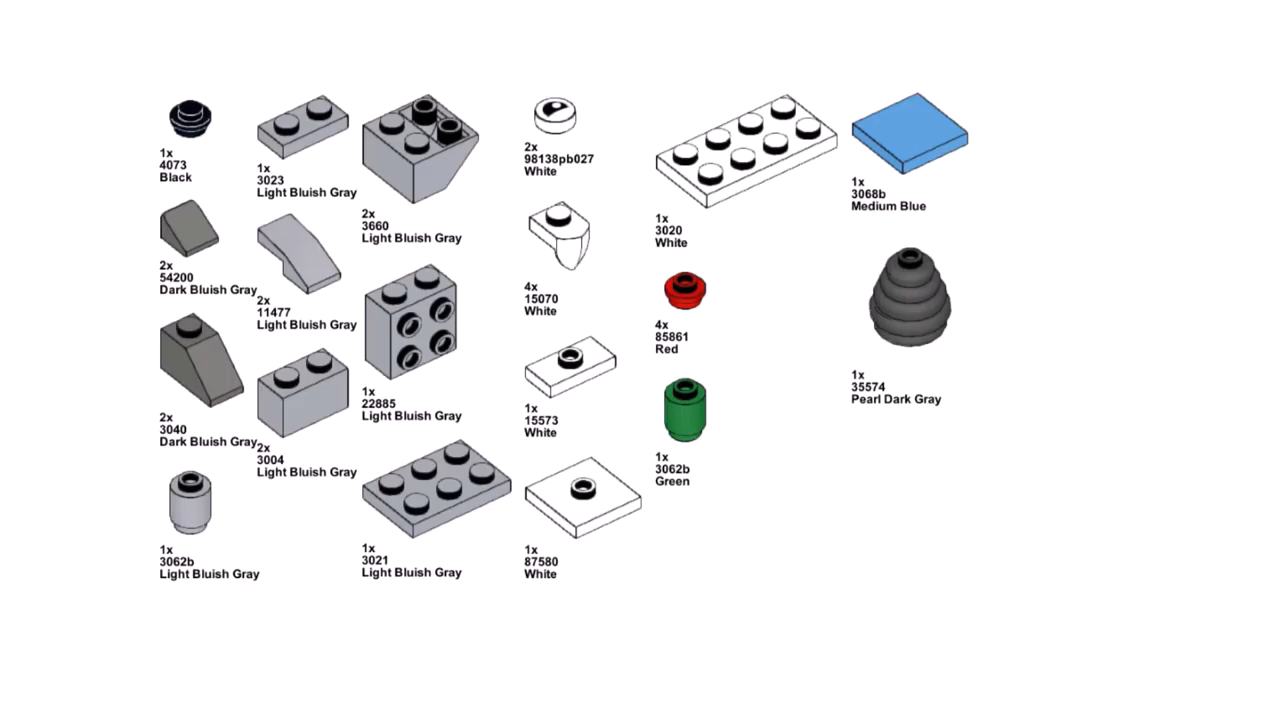 1x
4073
Black
1x
3023
Light Bluish Gray
2x
3660
Light Bluish Gray
2x
98138pb027
White
1x
3020
White
1x
3068b
Medium Blue
2x
54200
Dark Bluish Gray
2x
11477
Light Bluish Gray
4x
15070
White
4x
85861
Red
1x
35574
Pearl Dark Gray
2x
3040
Dark Bluish Gray
2x
3004
Light Bluish Gray
1x
22885
Light Bluish Gray
1x
15573
White
1x
3062b
Green
1x
3062b
Light Bluish Gray
1x
3021
Light Bluish Gray
1x
87580
White